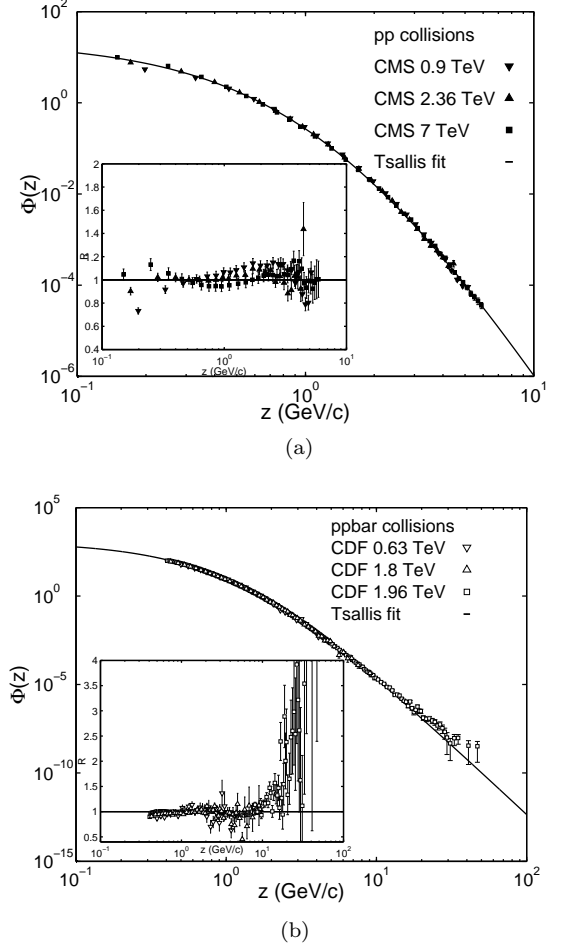 10^2
pp collisions
CMS 0.9 TeV
CMS 2.36 TeV
CMS 7 TeV
Tsallis fit
10^0
10^-2
10^-4
10^-6
Φ(z)
2
1.8
1.6
1.4
1.2
1
0.8
0.6
0.4
R
10^-1
10^0
10^1
z (GeV/c)
10^-1
10^0
10^1
z (GeV/c)
(a)
10^5
ppbar collisions
CDF 0.63 TeV
CDF 1.8 TeV
CDF 1.96 TeV
Tsallis fit
10^0
10^-5
10^-10
10^-15
Φ(z)
4
3.5
3
2.5
2
1.5
1
0.5
R
10^-1
10^0
10^1
10^2
z (GeV/c)
10^-1
10^0
10^1
10^2
z (GeV/c)
(b)